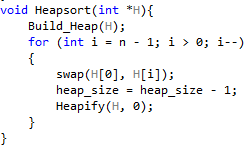 void Heapsort(int *H){
    Build_Heap(H);
    for (int i = n - 1; i > 0; i--)
    {
        swap(H[0], H[i]);
        heap_size = heap_size - 1;
        Heapify(H, 0);
    }
}